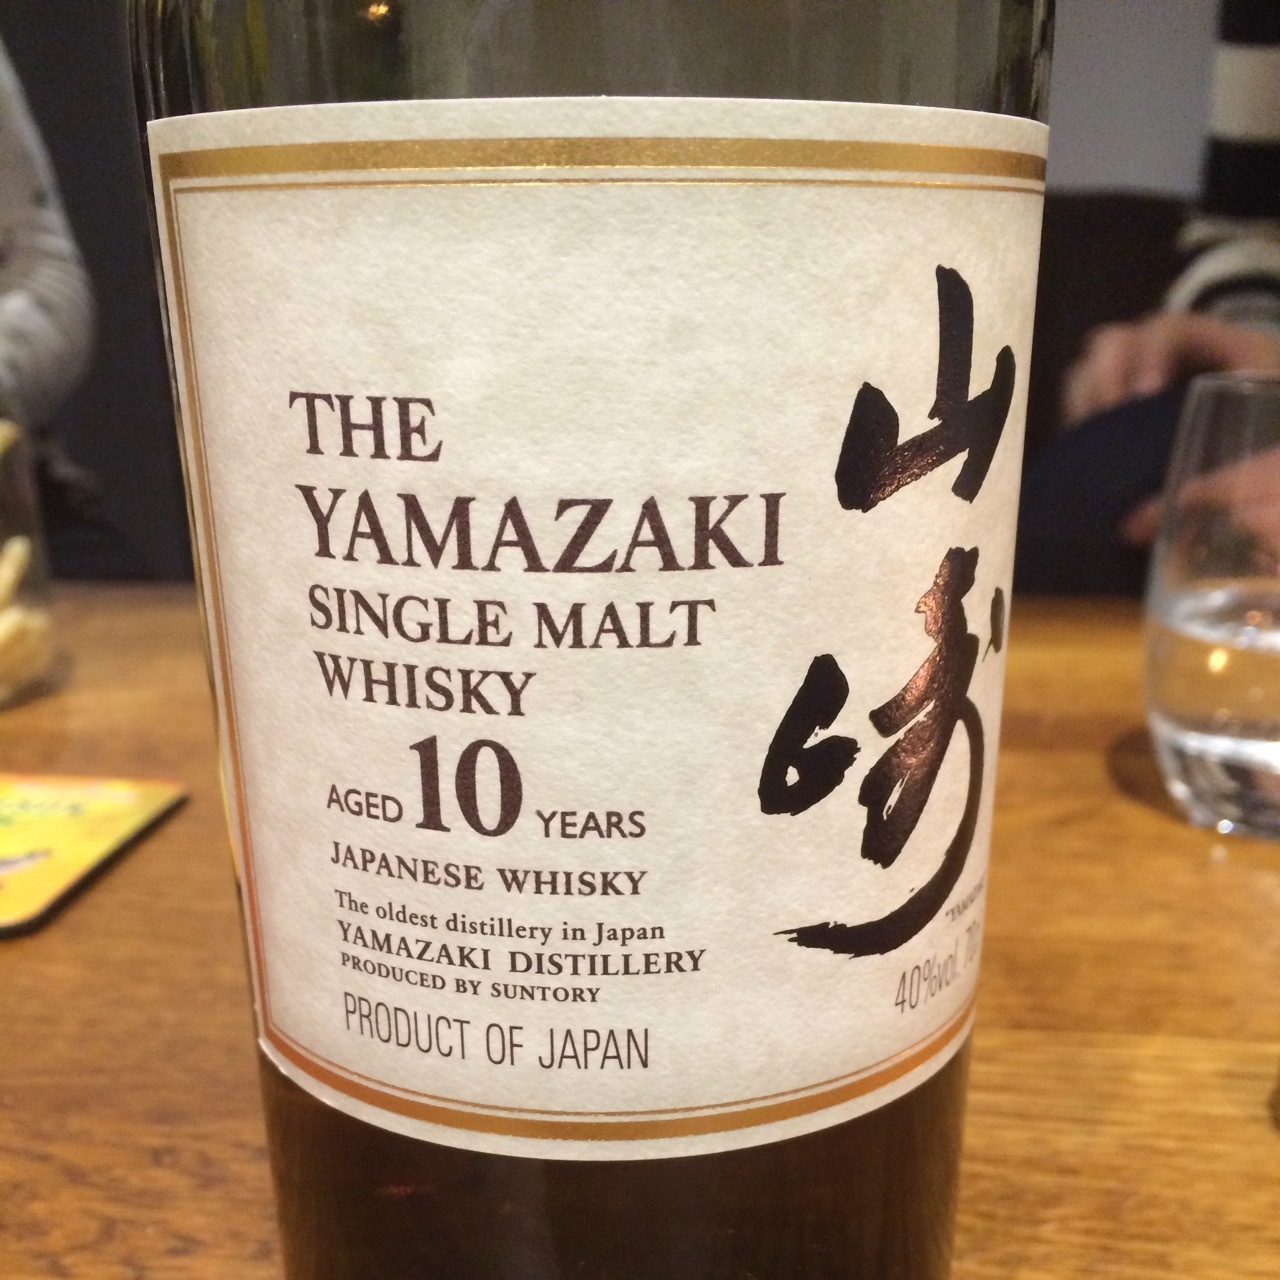 THE
YAMAZAKI
SINGLE MALT
WHISKY
AGED 10 YEARS
JAPANESE WHISKY
The oldest distillery in Japan
YAMAZAKI DISTILLERY
PRODUCED BY SUNTORY
PRODUCT OF JAPAN
山崎
40%vol.